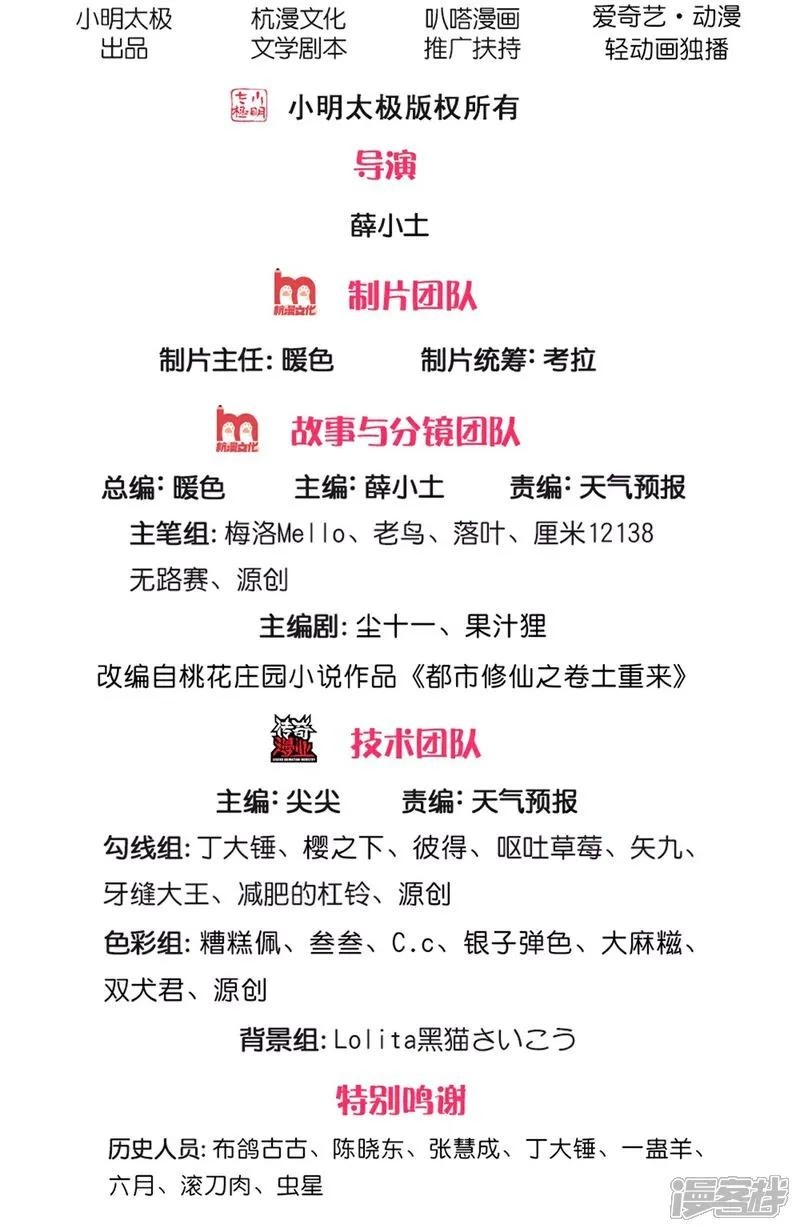 小明太极 杭漫文化 叭嗒漫画 爱奇艺·动漫
出品 文学剧本 推广扶持 轻动画独播
小明太极 小明太极版权所有
导演
薛小土
杭漫文化 制片团队
制片主任: 暖色 制片统筹: 考拉
杭漫文化 故事与分镜团队
总编: 暖色 主编: 薛小土 责编: 天气预报
主笔组: 梅洛Mello、老鸟、落叶、厘米12138
无路赛、源创
主编剧: 尘十一、果汁狸
改编自桃花庄园小说作品《都市修仙之卷土重来》
传奇漫业 技术团队
主编: 尖尖 责编: 天气预报
勾线组: 丁大锤、樱之下、彼得、呕吐草莓、矢九、
牙缝大王、减肥的杠铃、源创
色彩组: 糟糕佩、叁叁、C.c、银子弹色、大麻糍、
双犬君、源创
背景组: Lolita黑猫さいこう
特别鸣谢
历史人员: 布鸽古古、陈晓东、张慧成、丁大锤、一蛊羊、
六月、滚刀肉、虫星
漫客栈